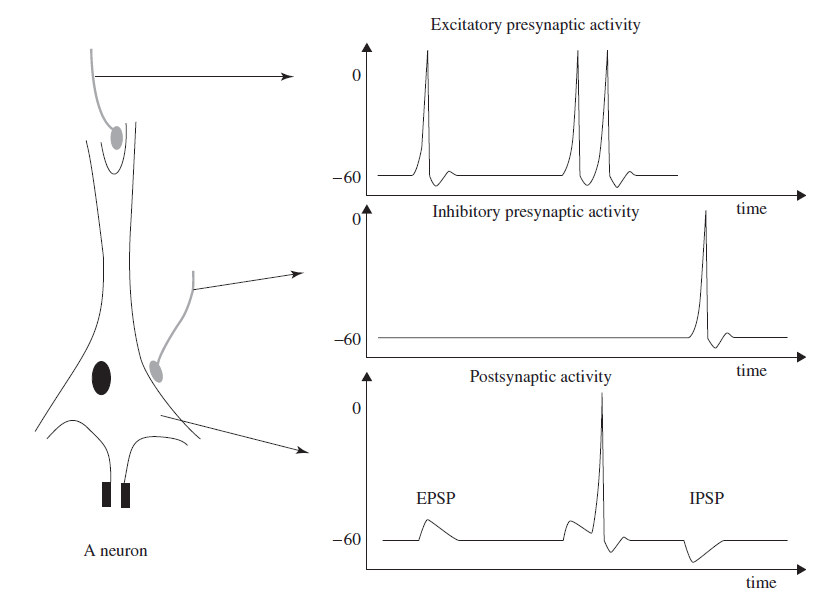 Excitatory presynaptic activity
0
−60
time
Inhibitory presynaptic activity
0
−60
time
Postsynaptic activity
0
EPSP
IPSP
−60
A neuron
time